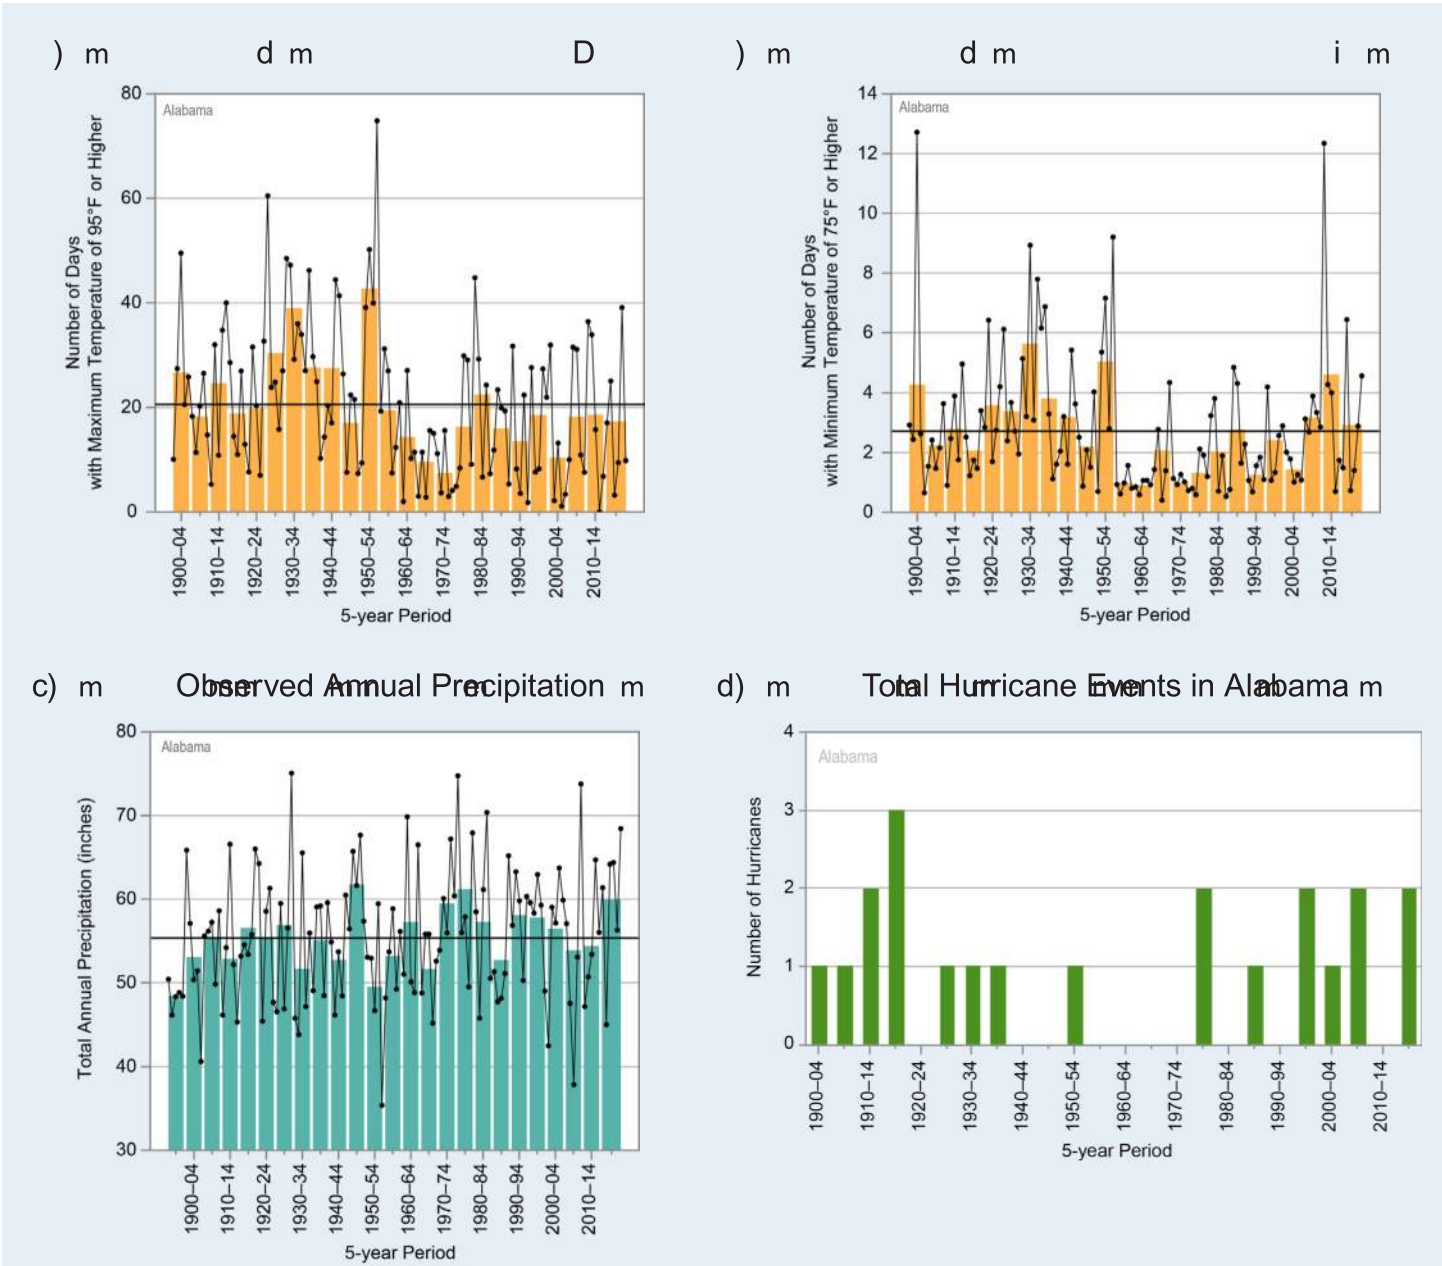 ) m d m D
) m d m i m
80
60
40
20
0
Alabama
Number of Days
with Maximum Temperature of 95°F or Higher
1900–04 1910–14 1920–24 1930–34 1940–44 1950–54 1960–64 1970–74 1980–84 1990–94 2000–04 2010–14
5-year Period
14
12
10
8
6
4
2
0
Alabama
Number of Days
with Minimum Temperature of 75°F or Higher
1900–04 1910–14 1920–24 1930–34 1940–44 1950–54 1960–64 1970–74 1980–84 1990–94 2000–04 2010–14
5-year Period
c) m Observed Annual Precipitation m
80
70
60
50
40
30
Alabama
Total Annual Precipitation (inches)
1900–04 1910–14 1920–24 1930–34 1940–44 1950–54 1960–64 1970–74 1980–84 1990–94 2000–04 2010–14
5-year Period
d) m Total Hurricane Events in Alabama m
4
3
2
1
0
Alabama
Number of Hurricanes
1900–04 1910–14 1920–24 1930–34 1940–44 1950–54 1960–64 1970–74 1980–84 1990–94 2000–04 2010–14
5-year Period